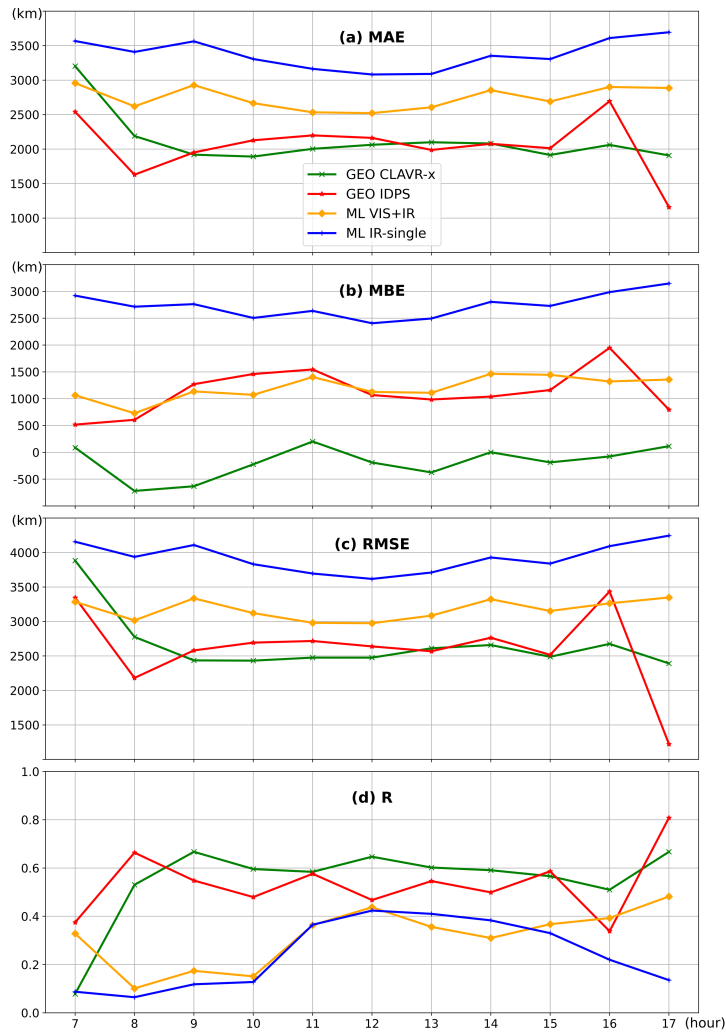 (km)
(a) MAE
3500
3000
2500
2000
1500
1000
GEO CLAVR-x
GEO IDPS
ML VIS+IR
ML IR-single
(km)
(b) MBE
3000
2500
2000
1500
1000
500
0
-500
(km)
(c) RMSE
4000
3500
3000
2500
2000
1500
1.0
(d) R
0.8
0.6
0.4
0.2
0.0
7 8 9 10 11 12 13 14 15 16 17 (hour)